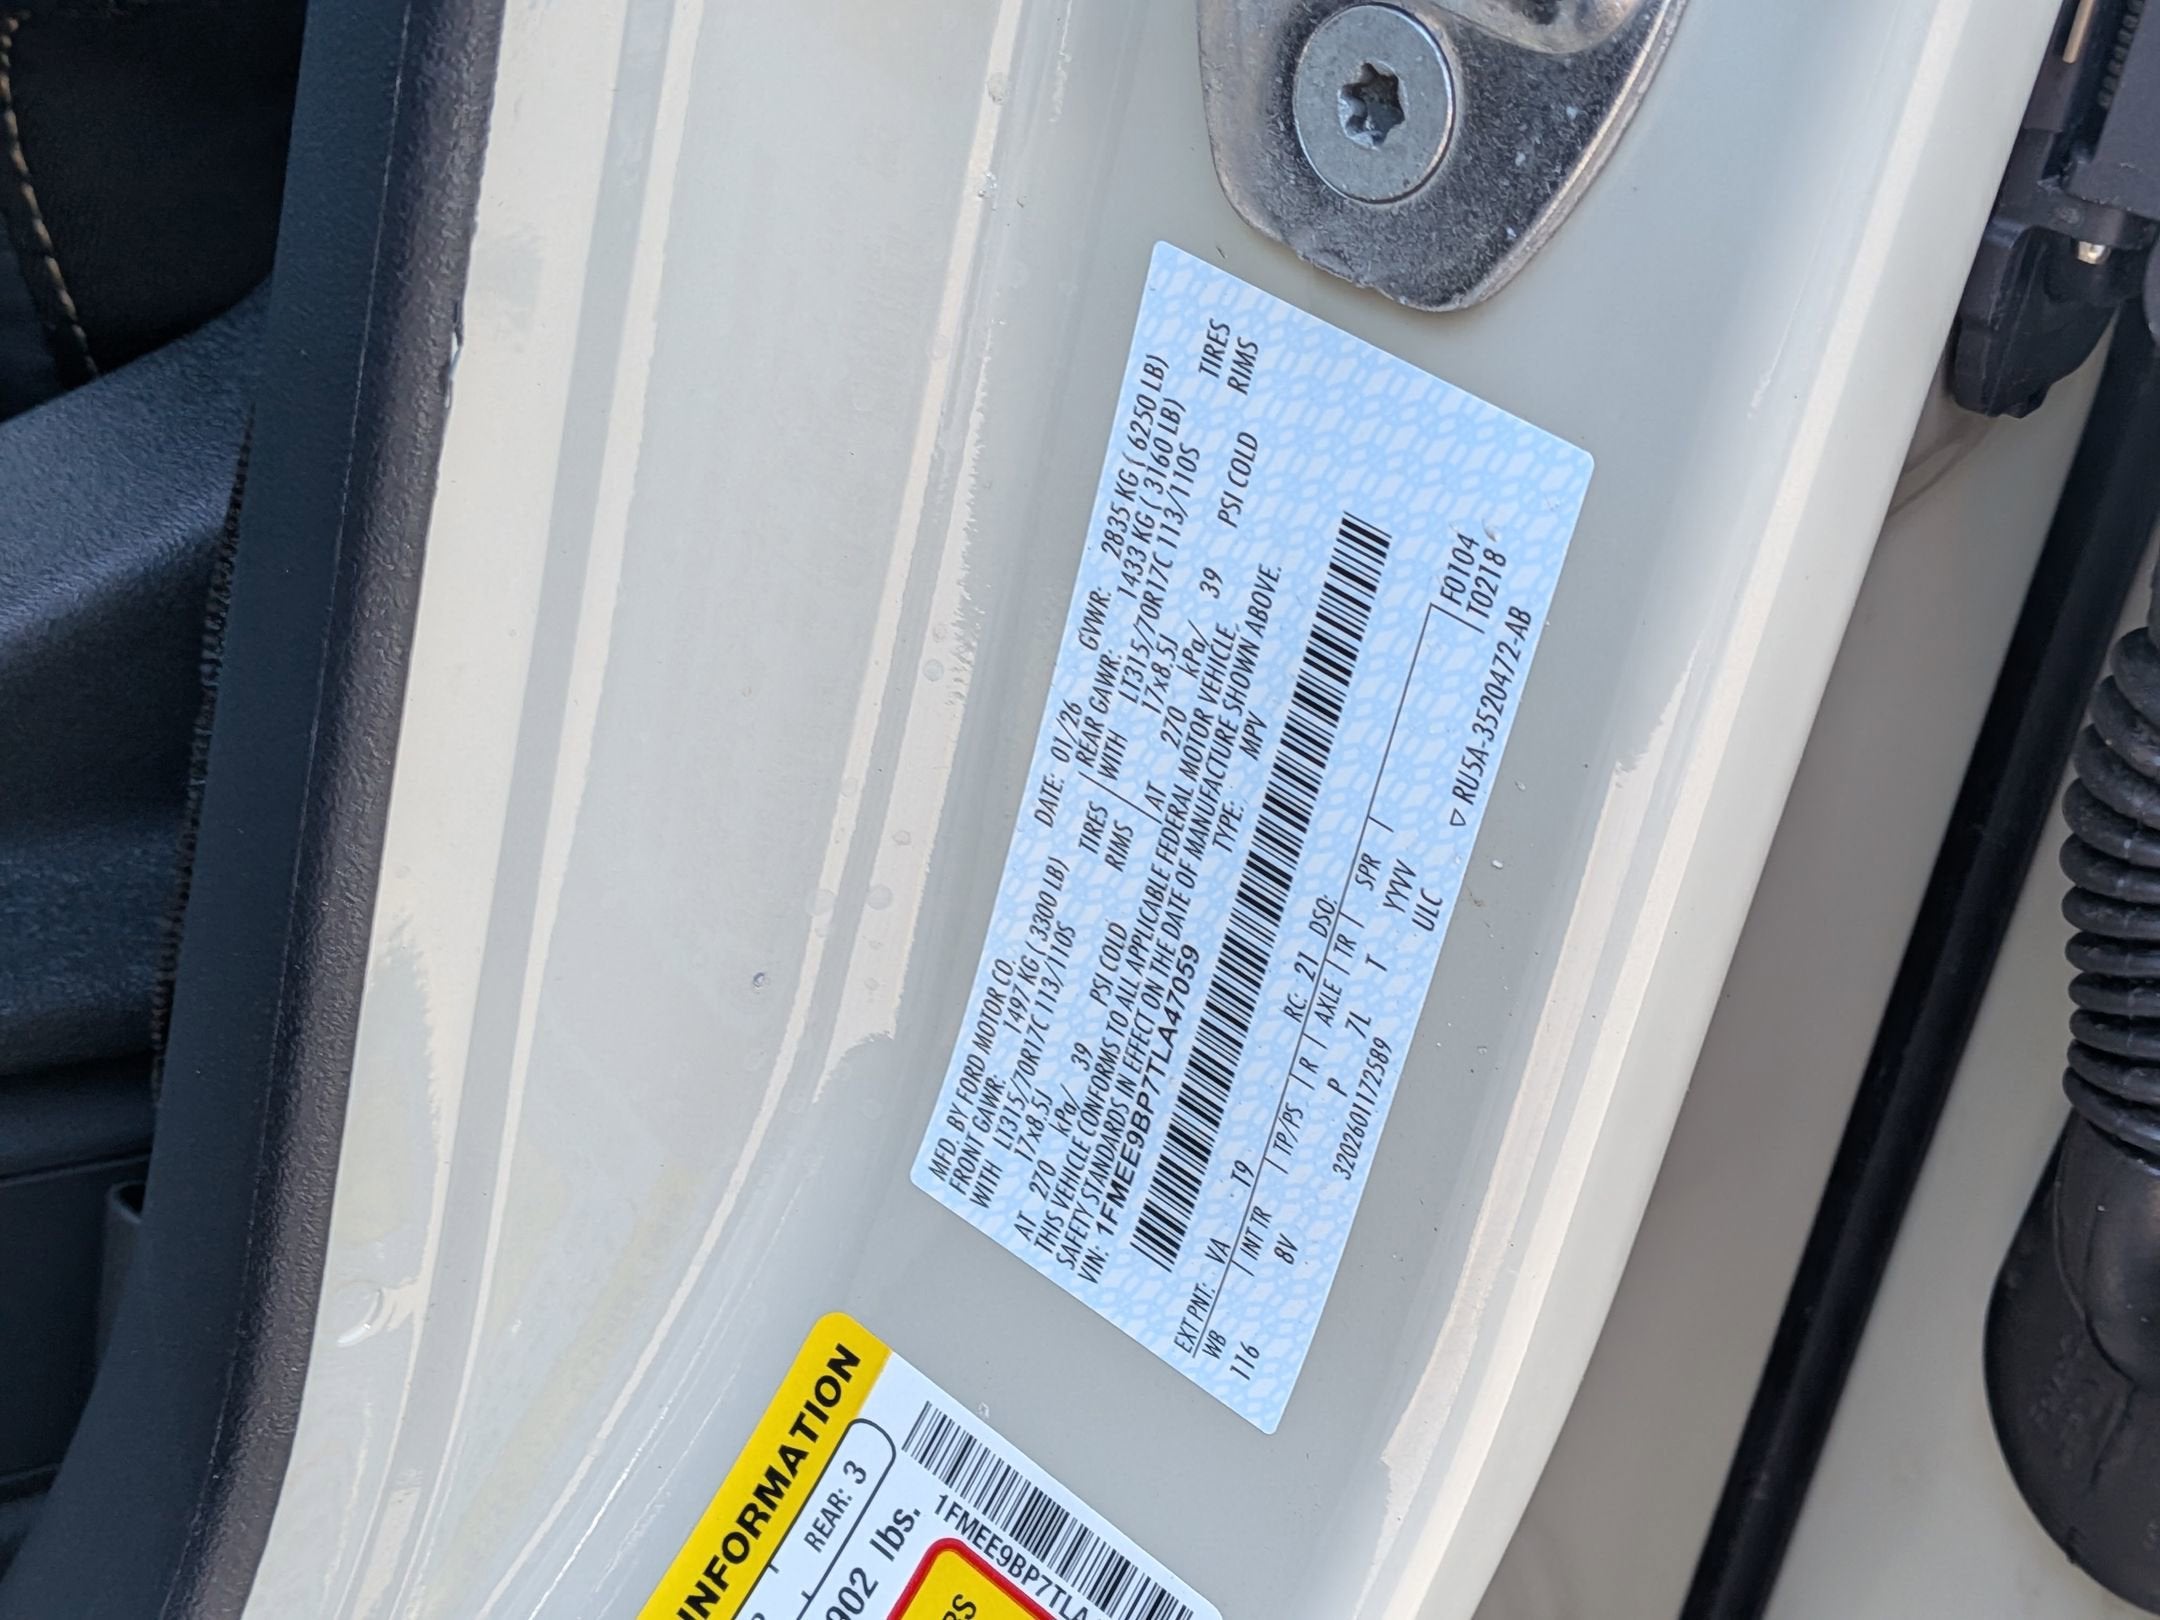 MFD. BY FORD MOTOR CO. DATE: 01/26 GVWR: 2835 KG ( 6250 LB)
FRONT GAWR: 1497 KG ( 3300 LB) REAR GAWR: 1433 KG ( 3160 LB)
WITH LT315/70R17C 113/110S TIRES WITH LT315/70R17C 113/110S TIRES
17x8.5J RIMS 17x8.5J RIMS
AT 270 kPa/ 39 PSI COLD AT 270 kPa/ 39 PSI COLD
THIS VEHICLE CONFORMS TO ALL APPLICABLE FEDERAL MOTOR VEHICLE
SAFETY STANDARDS IN EFFECT ON THE DATE OF MANUFACTURE SHOWN ABOVE.
VIN: 1FMEE9BP7TLA47059 TYPE: MPV
EXT PNT: VA T9 RC: 21 DSO: F0104
WB INT TR TP/PS R AXLE TR SPR T0218
116 8V P 7L T YYVV
3202601172589 ULC
▽ RU5A-3520472-AB
INFORMATION
REAR: 3
902 lbs.
1FMEE9BP7TLA